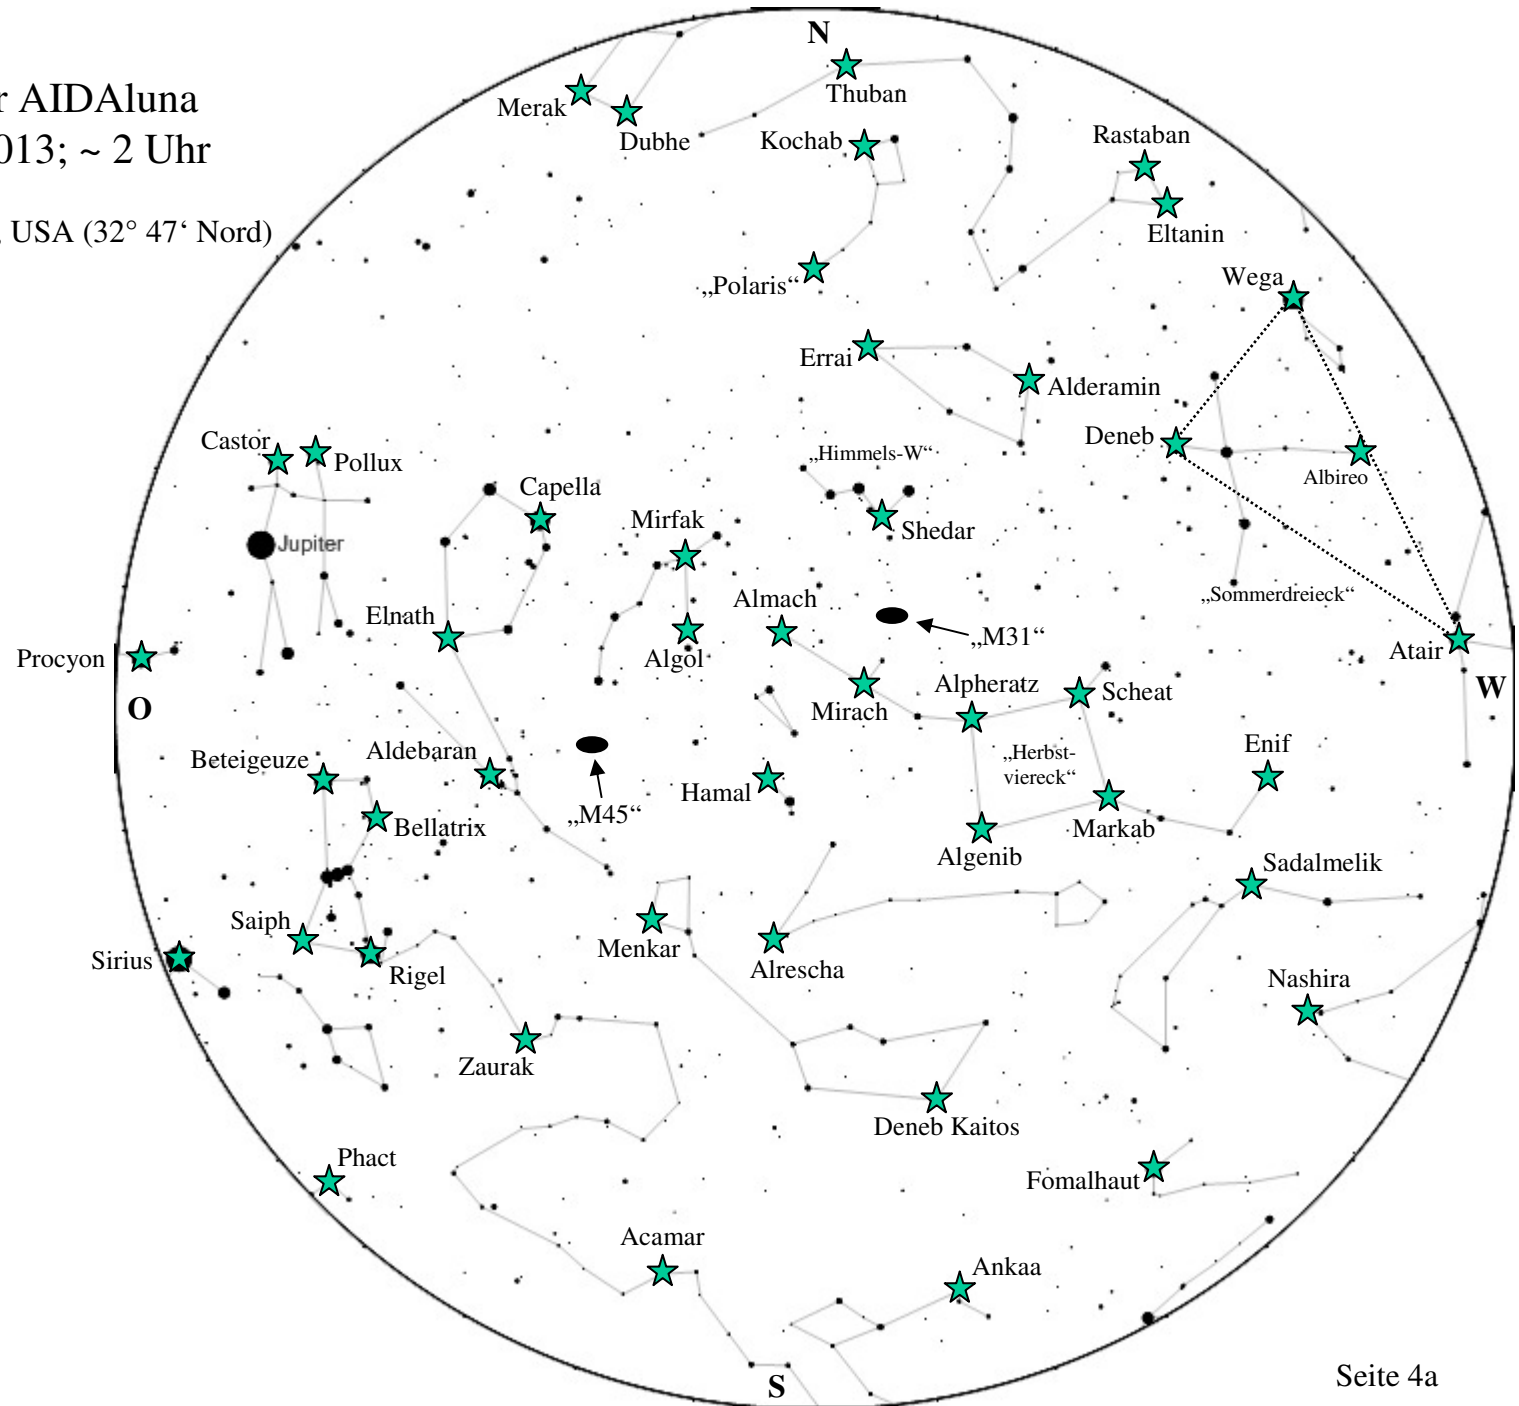 r AIDAluna
013; ~ 2 Uhr
USA (32° 47‘ Nord)
N
Merak
Dubhe
Thuban
Kochab
Rastaban
Eltanin
„Polaris“
Wega
Errai
Alderamin
Deneb
Albireo
„Himmels-W“
Castor
Pollux
Capella
Mirfak
Shedar
Jupiter
„Sommerdreieck“
Elnath
Almach
Algol
„M31“
Atair
Procyon
O
W
Mirach
Alpheratz
Scheat
Beteigeuze
Aldebaran
Bellatrix
„M45“
Hamal
„Herbst-
viereck“
Enif
Markab
Algenib
Sadalmelik
Saiph
Sirius
Rigel
Menkar
Alrescha
Nashira
Zaurak
Deneb Kaitos
Phact
Fomalhaut
Acamar
Ankaa
S
Seite 4a